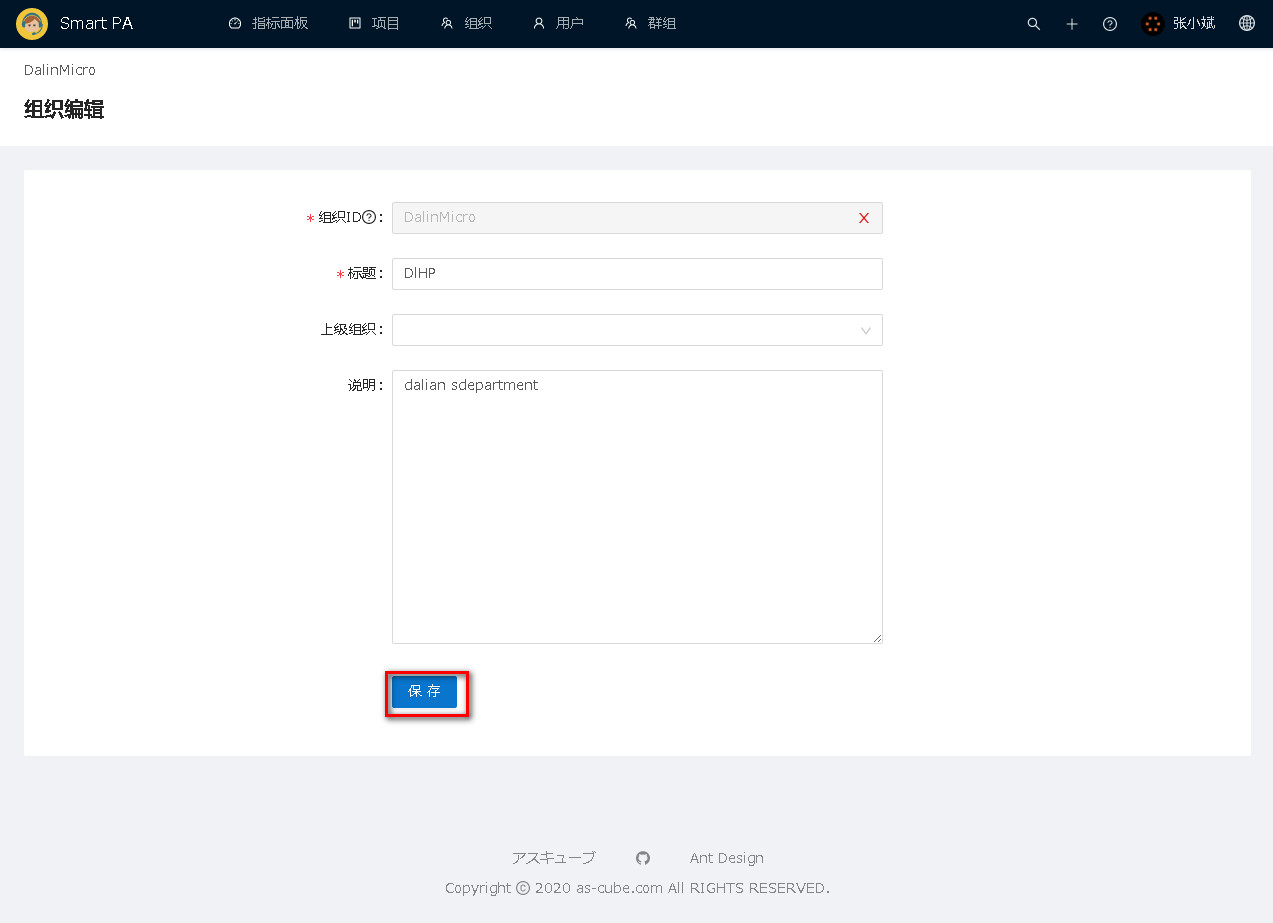 Smart PA 指标面板 项目 组织 用户 群组 张小斌
DalinMicro
组织编辑
* 组织ID : DalinMicro
* 标题 : DlHP
上级组织 :
说明 : dalian sdepartment
保 存
アスキューブ Ant Design
Copyright © 2020 as-cube.com All RIGHTS RESERVED.